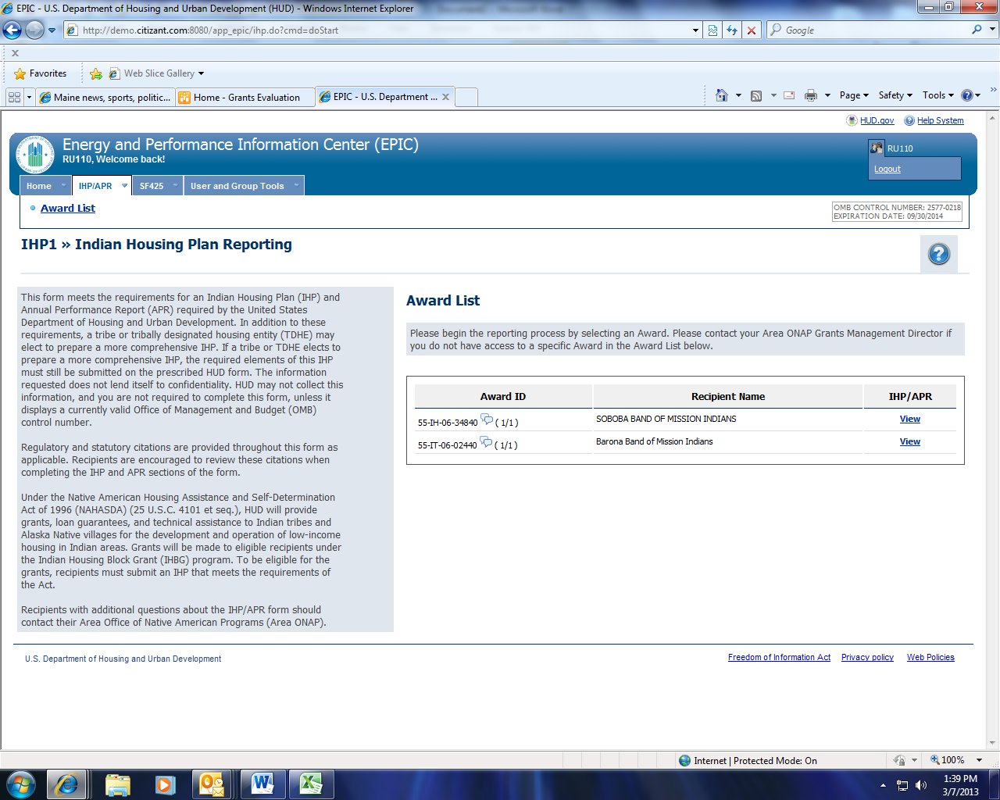 EPIC - U.S. Department of Housing and Urban Development (HUD) - Windows Internet Explorer
http://demo.citizant.com:8080/app_epic/ihp.do?cmd=doStart
Google
x
Favorites
Web Slice Gallery
Maine news, sports, politic...
Home - Grants Evaluation
EPIC - U.S. Department ...
Page
Safety
Tools
HUD.gov
Help System
Energy and Performance Information Center (EPIC)
RU110, Welcome back!
RU110
Logout
Home
IHP/APR
SF425
User and Group Tools
Award List
OMB CONTROL NUMBER: 2577-0218
EXPIRATION DATE: 09/30/2014
IHP1 » Indian Housing Plan Reporting
This form meets the requirements for an Indian Housing Plan (IHP) and
Annual Performance Report (APR) required by the United States
Department of Housing and Urban Development. In addition to these
requirements, a tribe or tribally designated housing entity (TDHE) may
elect to prepare a more comprehensive IHP. If a tribe or TDHE elects to
prepare a more comprehensive IHP, the required elements of this IHP
must still be submitted on the prescribed HUD form. The information
requested does not lend itself to confidentiality. HUD may not collect this
information, and you are not required to complete this form, unless it
displays a currently valid Office of Management and Budget (OMB)
control number.
Regulatory and statutory citations are provided throughout this form as
applicable. Recipients are encouraged to review these citations when
completing the IHP and APR sections of the form.
Under the Native American Housing Assistance and Self-Determination
Act of 1996 (NAHASDA) (25 U.S.C. 4101 et seq.), HUD will provide
grants, loan guarantees, and technical assistance to Indian tribes and
Alaska Native villages for the development and operation of low-income
housing in Indian areas. Grants will be made to eligible recipients under
the Indian Housing Block Grant (IHBG) program. To be eligible for the
grants, recipients must submit an IHP that meets the requirements of
the Act.
Recipients with additional questions about the IHP/APR form should
contact their Area Office of Native American Programs (Area ONAP).
Award List
Please begin the reporting process by selecting an Award. Please contact your Area ONAP Grants Management Director if
you do not have access to a specific Award in the Award List below.
Award ID Recipient Name IHP/APR
55-IH-06-34840 ( 1/1 ) SOBOBA BAND OF MISSION INDIANS View
55-IT-06-02440 ( 1/1 ) Barona Band of Mission Indians View
U.S. Department of Housing and Urban Development
Freedom of Information Act Privacy policy Web Policies
Internet | Protected Mode: On
100%
1:39 PM
3/7/2013